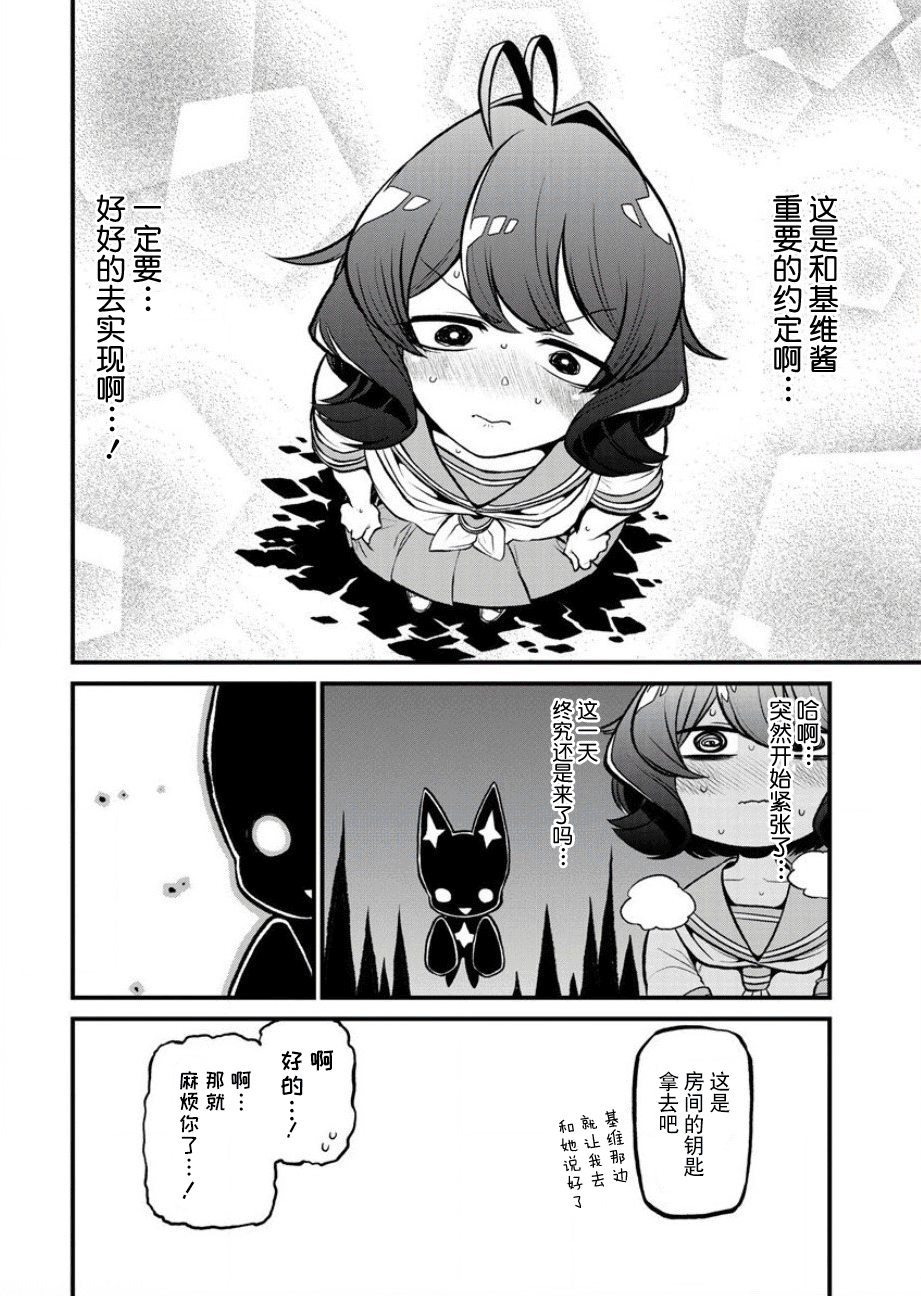 这是和基维酱
重要的约定啊…
一定要…
好好的去实现啊…！
哈啊…
突然开始紧张了…
这一天
终究还是来了吗…
这是
房间的钥匙
拿去吧
基维那边
就让我去
和她说好了
啊
好的…！
啊…
那就
麻烦你了…！